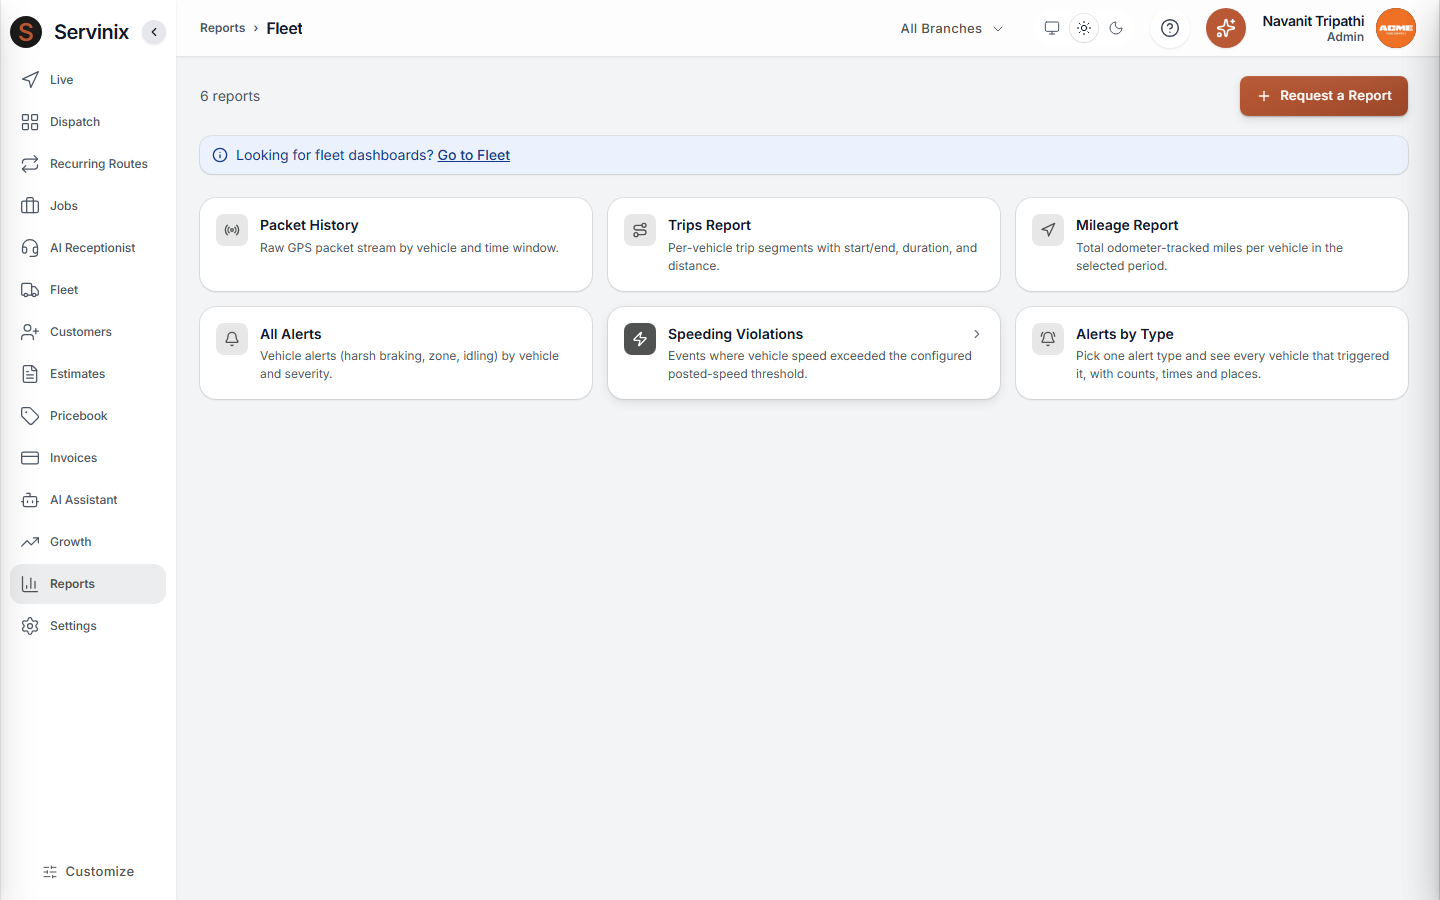 S Servinix
Reports › Fleet
All Branches
Navanit Tripathi
Admin
ACME
Live
Dispatch
Recurring Routes
Jobs
AI Receptionist
Fleet
Customers
Estimates
Pricebook
Invoices
AI Assistant
Growth
Reports
Settings
Customize
6 reports
+ Request a Report
Looking for fleet dashboards? Go to Fleet
Packet History
Raw GPS packet stream by vehicle and time window.
Trips Report
Per-vehicle trip segments with start/end, duration, and
distance.
Mileage Report
Total odometer-tracked miles per vehicle in the
selected period.
All Alerts
Vehicle alerts (harsh braking, zone, idling) by vehicle
and severity.
Speeding Violations
Events where vehicle speed exceeded the configured
posted-speed threshold.
Alerts by Type
Pick one alert type and see every vehicle that triggered
it, with counts, times and places.